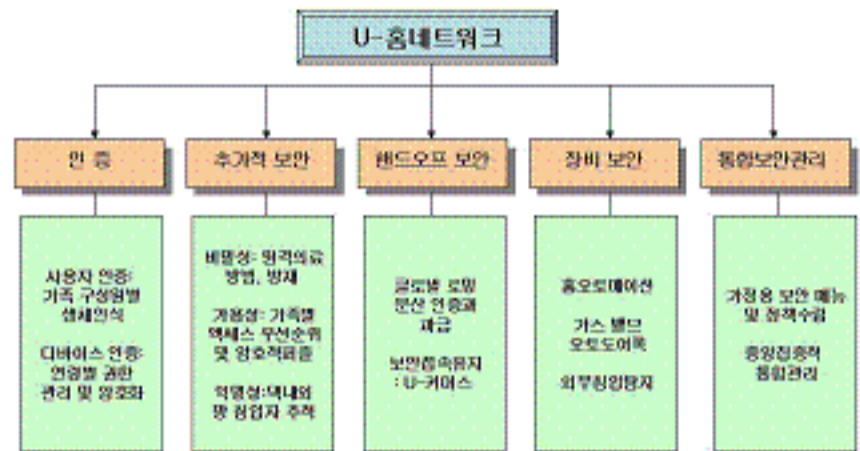 U-홈네트워크
인 증
추가적 보안
핸드오프 보안
장비 보안
통합보안관리
사용자 인증:
가족 구성원별
생체인식
디바이스 인증:
연령별 권한
관리 및 암호화
비밀성: 원격의료
방법, 방재
가용성: 가족별
액세스 우선순위
및 암호적퍼즐
익명성:댁내외
망 침입자 추적
글로벌 로밍
분산 인증과
과금
보안접속유지
: U-커머스
홈오토메이션
가스 밸브
오토도어록
외부침입탐지
가정용 보안 메뉴
및 정책수립
중앙집중적
통합관리